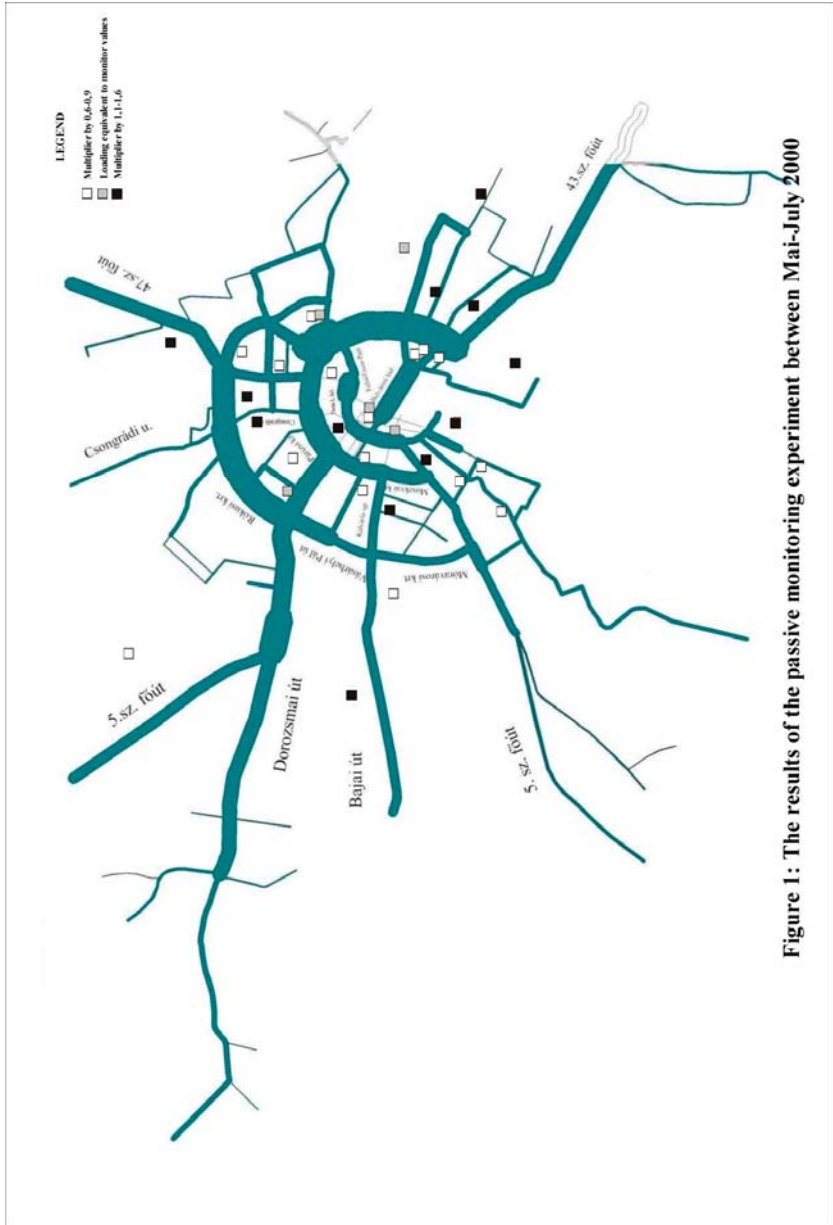 LEGEND
Multiplier by 0,6-0,9
Loading equivalent to monitor values
Multiplier by 1,1-1,6
47.sz. főút
Csongrádi u.
Rókusi krt.
Vásárhelyi Pál út
Móravárosi krt.
5.sz. főút
Dorozsmai út
Bajai út
5. sz. főút
43.sz. főút
Figure 1: The results of the passive monitoring experiment between Mai-July 2000